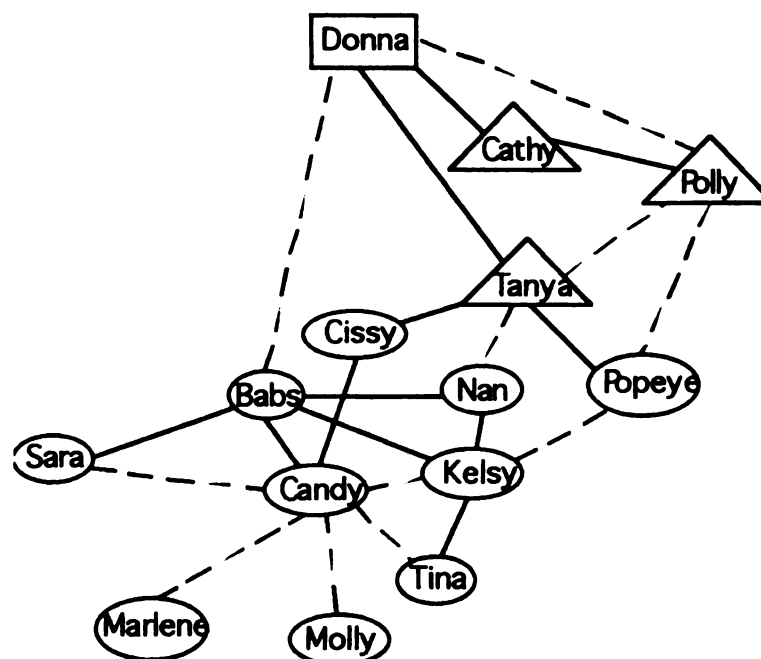 Donna
Cathy
Polly
Tanya
Cissy
Babs
Nan
Popeye
Sara
Candy
Kelsy
Tina
Marlene
Molly